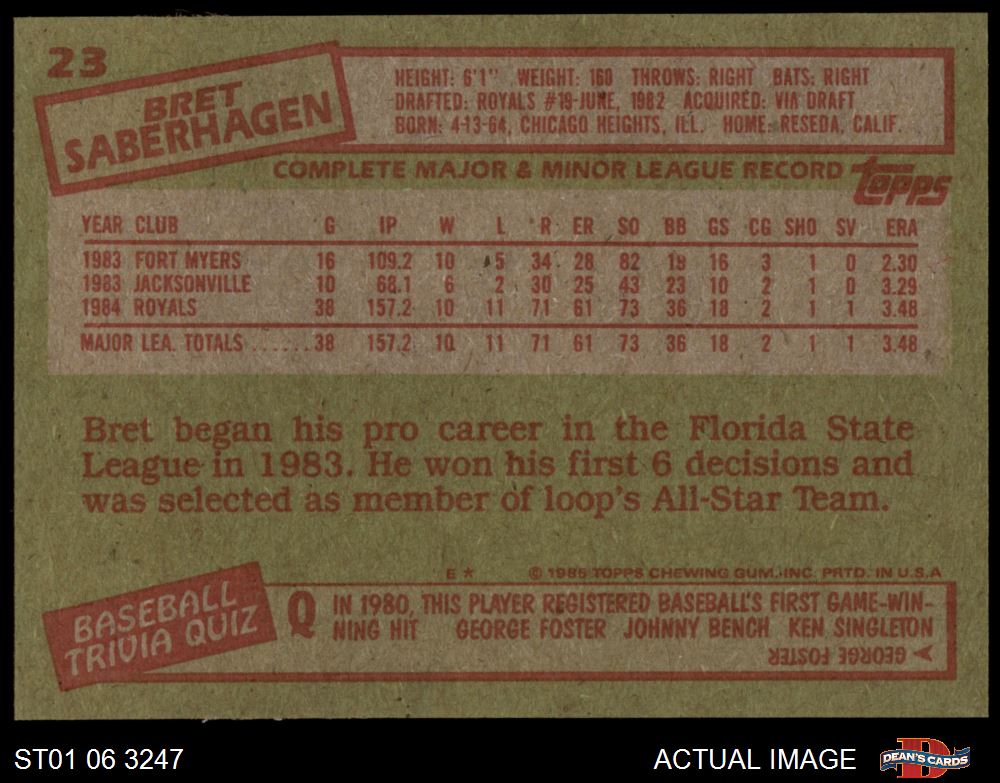 23
BRET
SABERHAGEN
HEIGHT: 6'1" WEIGHT: 160 THROWS: RIGHT BATS: RIGHT
DRAFTED: ROYALS #19-JUNE, 1982 ACQUIRED: VIA DRAFT
BORN: 4-13-64, CHICAGO HEIGHTS, ILL. HOME: RESEDA, CALIF.
COMPLETE MAJOR & MINOR LEAGUE RECORD topps
YEAR CLUB G IP W L R ER SO BB GS CG SHO SV ERA
1983 FORT MYERS 16 109.2 10 5 34 28 82 19 16 3 1 0 2.30
1983 JACKSONVILLE 10 68.1 6 2 30 25 43 23 10 2 1 0 3.29
1984 ROYALS 38 157.2 10 11 71 61 73 36 18 2 1 1 3.48
MAJOR LEA. TOTALS ......38 157.2 10 11 71 61 73 36 18 2 1 1 3.48
Bret began his pro career in the Florida State
League in 1983. He won his first 6 decisions and
was selected as member of loop's All-Star Team.
E * © 1985 TOPPS CHEWING GUM, INC. PRTD. IN U.S.A
BASEBALL
TRIVIA QUIZ
Q IN 1980, THIS PLAYER REGISTERED BASEBALL'S FIRST GAME-WIN-
NING HIT GEORGE FOSTER JOHNNY BENCH KEN SINGLETON
A GEORGE FOSTER
ST01 06 3247
ACTUAL IMAGE
D
DEAN'S CARDS